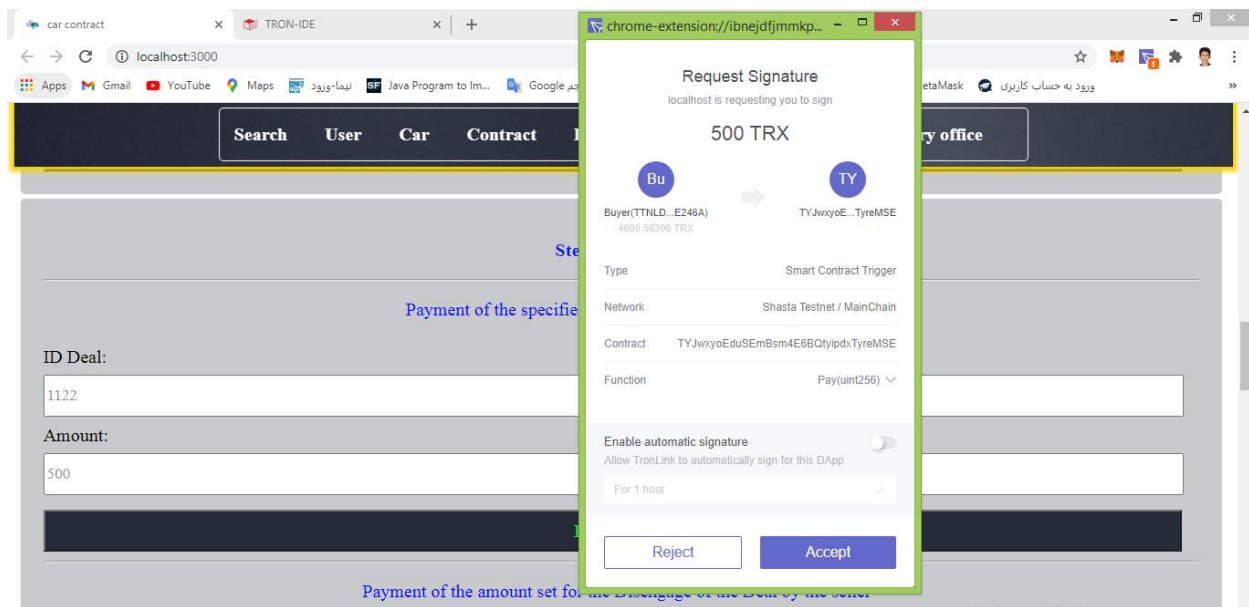 car contract
TRON-IDE
localhost:3000
Apps Gmail YouTube Maps نیما-ورود SF Java Program to Im... Google
etaMask ورود به حساب کاربری »
Search User Car Contract
ry office
Ste
Payment of the specifie
ID Deal:
1122
Amount:
500
Payment of the amount set for the Disengage of the Deal by the seller
chrome-extension://ibnejdfjmmkp...
Request Signature
localhost is requesting you to sign
500 TRX
Bu
TY
Buyer(TTNLD...E246A)
TYJwxyoE...TyreMSE
4600.56396 TRX
Type Smart Contract Trigger
Network Shasta Testnet / MainChain
Contract TYJwxyoEduSEmBsm4E6BQtyipdxTyreMSE
Function Pay(uint256)
Enable automatic signature
Allow TronLink to automatically sign for this DApp
For 1 hour
Reject Accept